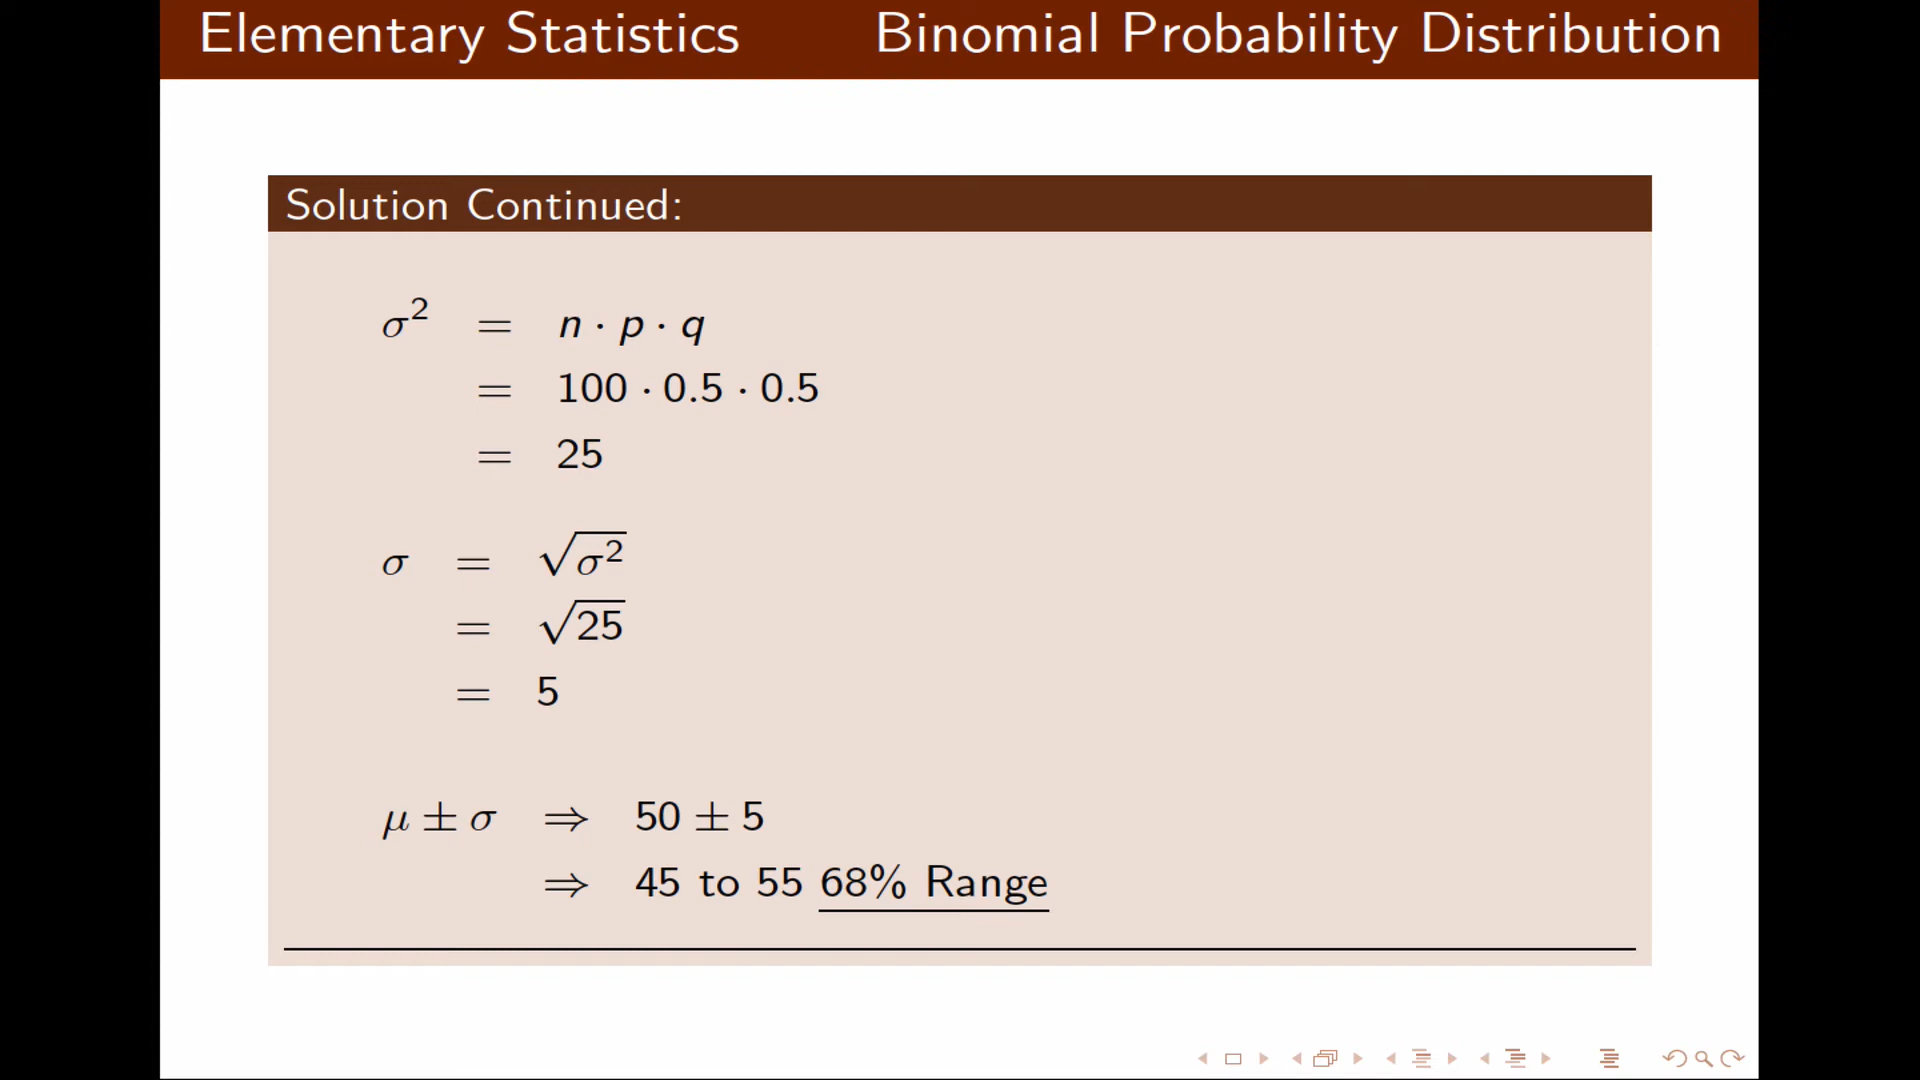 Elementary Statistics Binomial Probability Distribution
Solution Continued:
σ² = n · p · q
= 100 · 0.5 · 0.5
= 25
σ = √σ²
= √25
= 5
μ ± σ ⇒ 50 ± 5
⇒ 45 to 55 68% Range